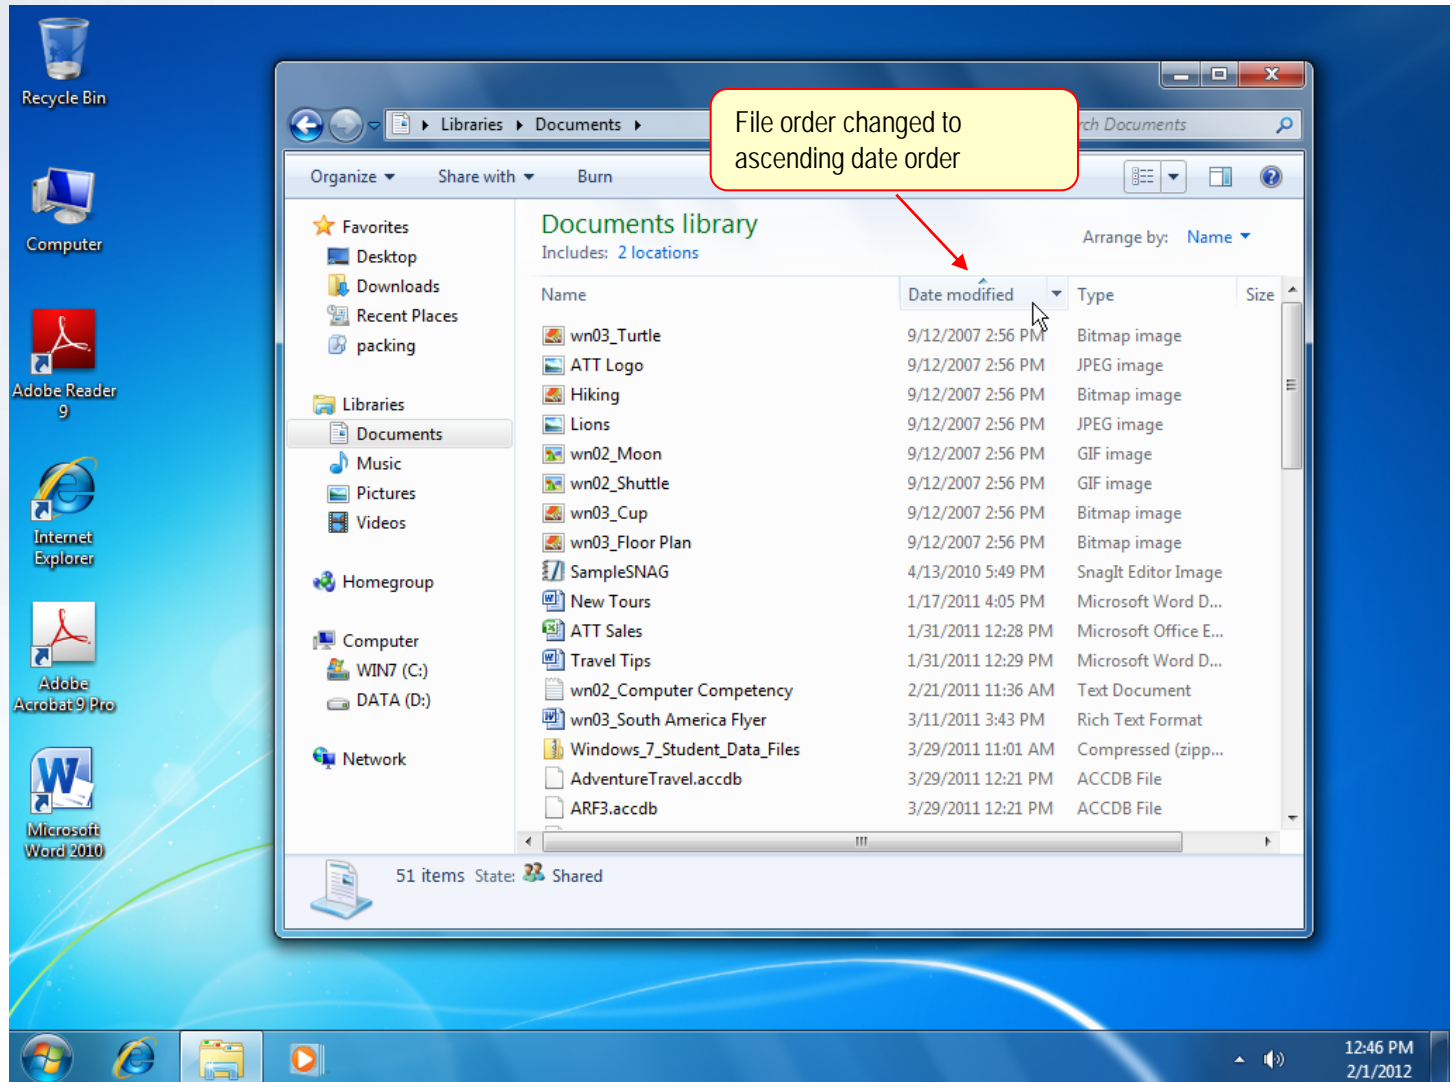 Recycle Bin
Computer
Adobe Reader
9
Internet
Explorer
Adobe
Acrobat 9 Pro
Microsoft
Word 2010
Libraries
Documents
File order changed to
ascending date order
rch Documents
Organize
Share with
Burn
Favorites
Desktop
Downloads
Recent Places
packing
Libraries
Documents
Music
Pictures
Videos
Homegroup
Computer
WIN7 (C:)
DATA (D:)
Network
Documents library
Includes: 2 locations
Arrange by: Name
Name Date modified Type Size
wn03_Turtle 9/12/2007 2:56 PM Bitmap image
ATT Logo 9/12/2007 2:56 PM JPEG image
Hiking 9/12/2007 2:56 PM Bitmap image
Lions 9/12/2007 2:56 PM JPEG image
wn02_Moon 9/12/2007 2:56 PM GIF image
wn02_Shuttle 9/12/2007 2:56 PM GIF image
wn03_Cup 9/12/2007 2:56 PM Bitmap image
wn03_Floor Plan 9/12/2007 2:56 PM Bitmap image
SampleSNAG 4/13/2010 5:49 PM SnagIt Editor Image
New Tours 1/17/2011 4:05 PM Microsoft Word D...
ATT Sales 1/31/2011 12:28 PM Microsoft Office E...
Travel Tips 1/31/2011 12:29 PM Microsoft Word D...
wn02_Computer Competency 2/21/2011 11:36 AM Text Document
wn03_South America Flyer 3/11/2011 3:43 PM Rich Text Format
Windows_7_Student_Data_Files 3/29/2011 11:01 AM Compressed (zipp...
AdventureTravel.accdb 3/29/2011 12:21 PM ACCDB File
ARF3.accdb 3/29/2011 12:21 PM ACCDB File
51 items State: Shared
12:46 PM
2/1/2012